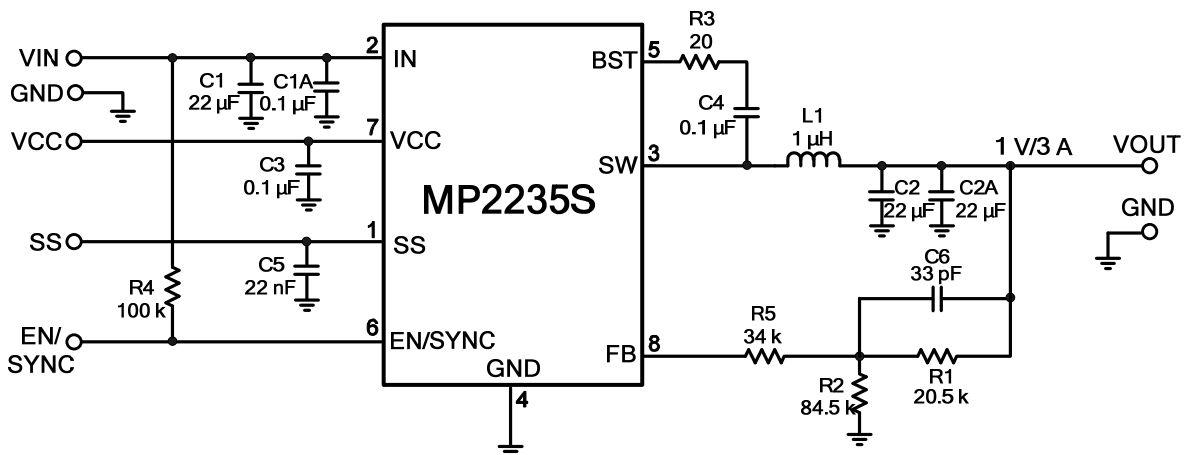 VIN
GND
VCC
SS
EN/
SYNC
R4
100 k
C1
22 µF
C1A
0.1 µF
C3
0.1 µF
C5
22 nF
2
7
1
6
IN
VCC
SS
EN/SYNC
MP2235S
GND
4
BST
SW
FB
5
3
8
R3
20
C4
0.1 µF
L1
1 µH
C2
22 µF
C2A
22 µF
1 V/3 A
VOUT
GND
C6
33 pF
R5
34 k
R2
84.5 k
R1
20.5 k